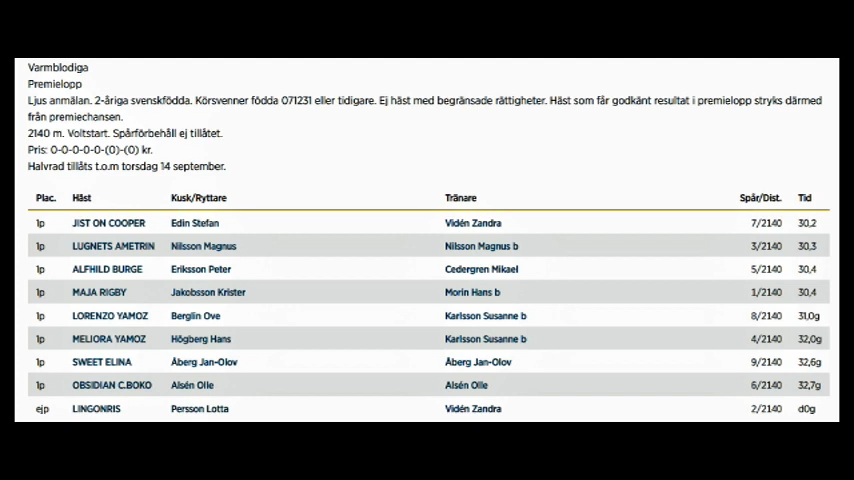 Varmblodiga
Premielopp
Ljus anmälan. 2-åriga svenskfödda. Körsvenner födda 071231 eller tidigare. Ej häst med begränsade rättigheter. Häst som får godkänt resultat i premielopp stryks därmed
från premiechansen.
2140 m. Voltstart. Spårförbehåll ej tillåtet.
Pris: 0-0-0-0-0-(0)-(0) kr.
Halvrad tillåts t.o.m torsdag 14 september.
Plac. Häst Kusk/Ryttare Tränare Spår/Dist. Tid
1p JIST ON COOPER Edin Stefan Vidén Zandra 7/2140 30,2
1p LUGNETS AMETRIN Nilsson Magnus Nilsson Magnus b 3/2140 30,3
1p ALFHILD BURGE Eriksson Peter Cedergren Mikael 5/2140 30,4
1p MAJA RIGBY Jakobsson Krister Morin Hans b 1/2140 30,4
1p LORENZO YAMOZ Berglin Ove Karlsson Susanne b 8/2140 31,0g
1p MELIORA YAMOZ Högberg Hans Karlsson Susanne b 4/2140 32,0g
1p SWEET ELINA Åberg Jan-Olov Åberg Jan-Olov 9/2140 32,6g
1p OBSIDIAN C.BOKO Alsén Olle Alsén Olle 6/2140 32,7g
ejp LINGONRIS Persson Lotta Vidén Zandra 2/2140 d0g